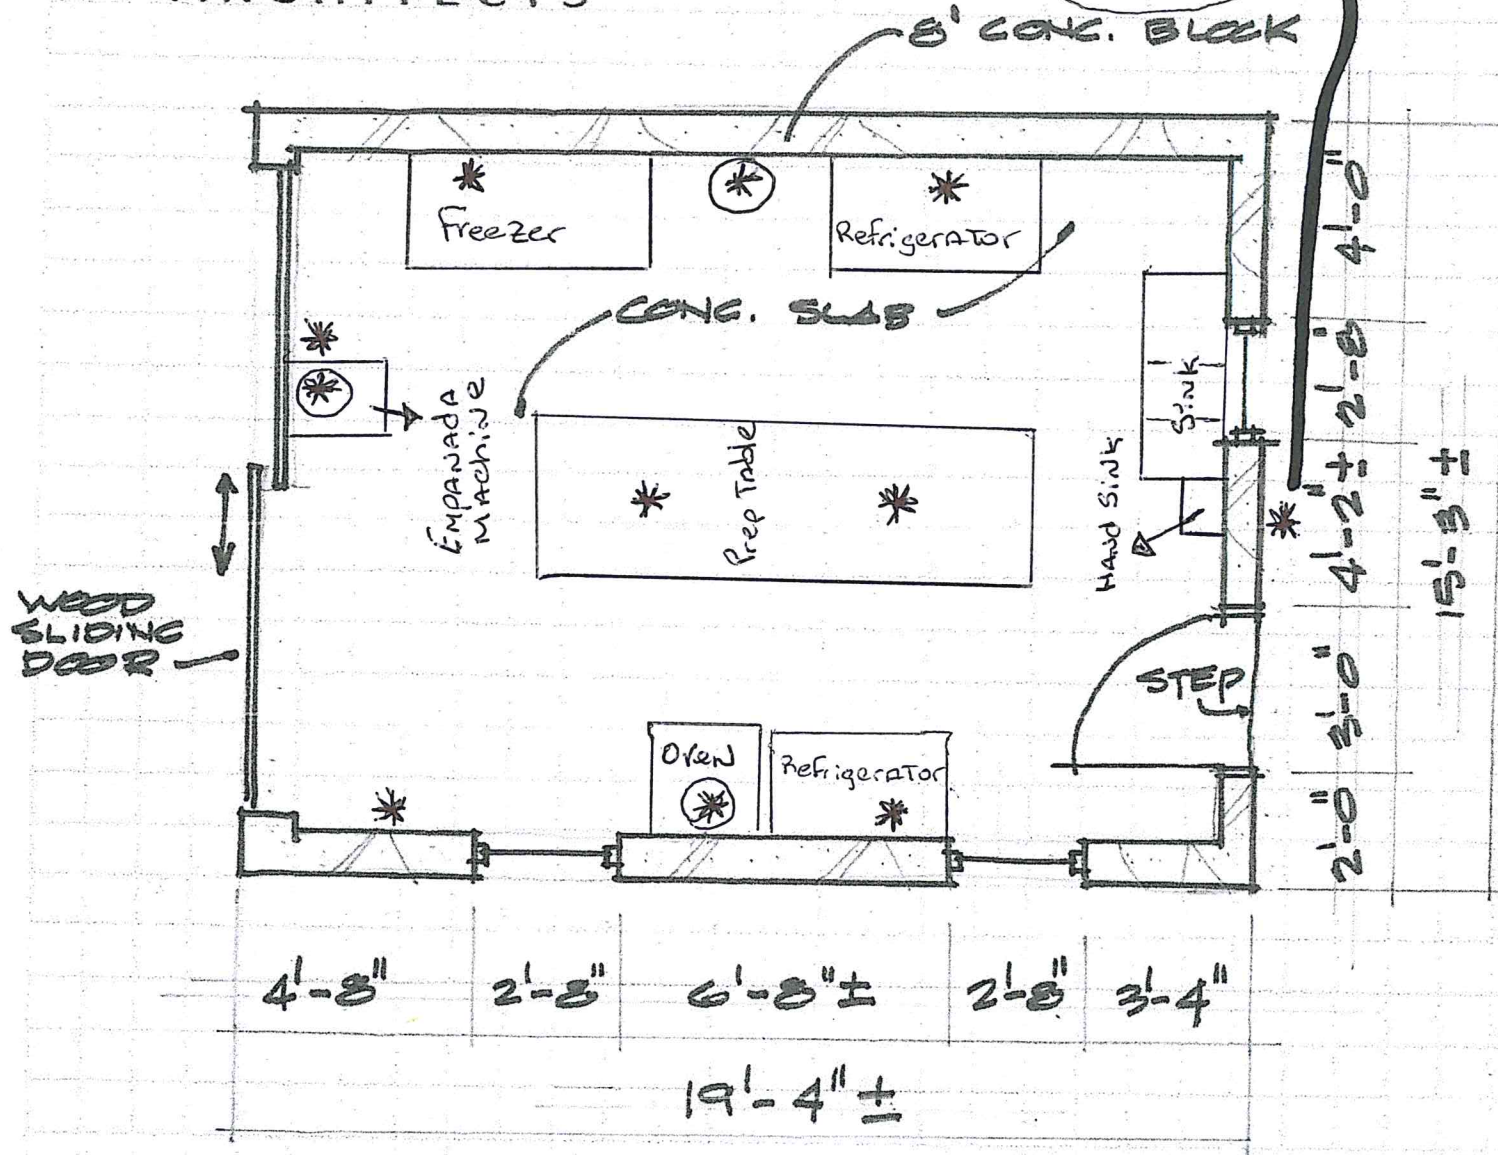 8' CONC. BLOCK
Freezer
Refrigerator
CONC. SLAB
EMPANADA
MACHINE
Prep Table
Sink
HAND SINK
WOOD
SLIDING
DOOR
STEP
Oven
Refrigerator
4'-0"
2'-8"
4'-2" ±
3'-0"
2'-0"
15'-3" ±
4'-8"
2'-8"
6'-8" ±
2'-8"
3'-4"
19'-4" ±